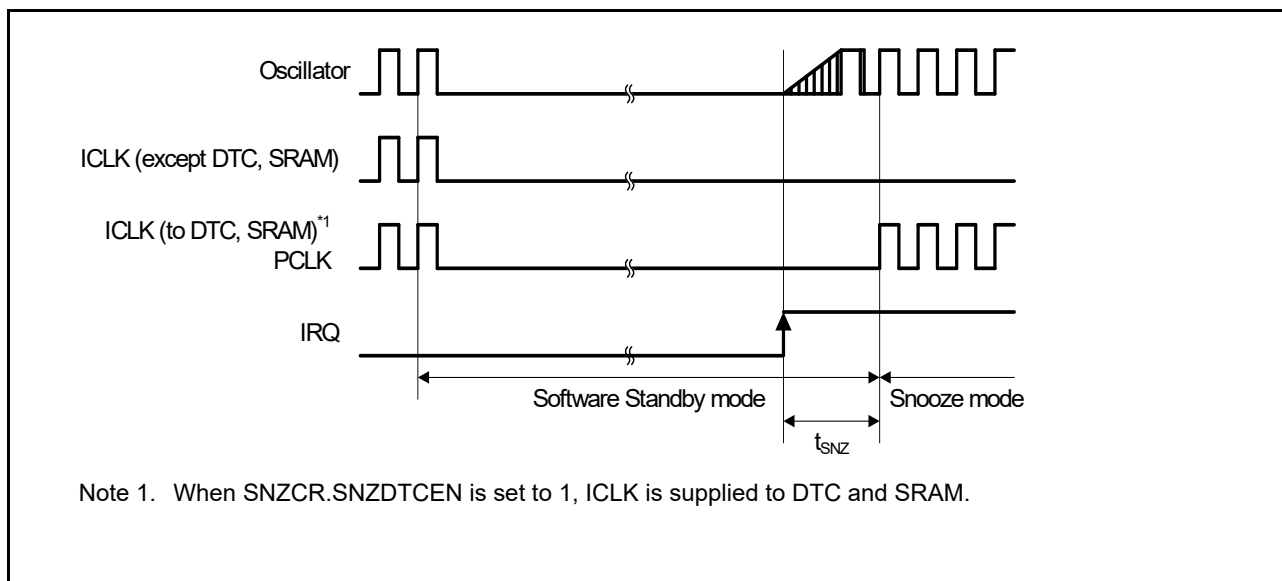 Oscillator
ICLK (except DTC, SRAM)
ICLK (to DTC, SRAM)*1
PCLK
IRQ
Software Standby mode
Snooze mode
tSNZ
Note 1. When SNZCR.SNZDTCEN is set to 1, ICLK is supplied to DTC and SRAM.